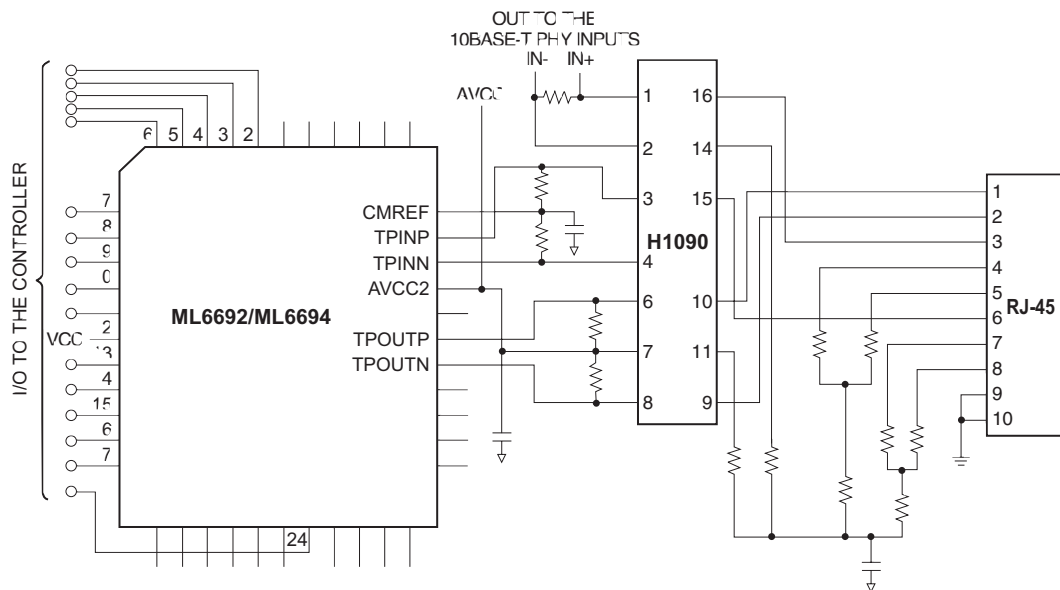 OUT TO THE
10BASE-T PHY INPUTS
IN- IN+
AVCC
I/O TO THE CONTROLLER
6 5 4 3 2
7
8
9
0
2
VCC
13
4
15
6
7
24
ML6692/ML6694
CMREF
TPINP
TPINN
AVCC2
TPOUTP
TPOUTN
1 16
2 14
3 15
H1090
4
6 10
7 11
8 9
1
2
3
4
5
6
RJ-45
7
8
9
10